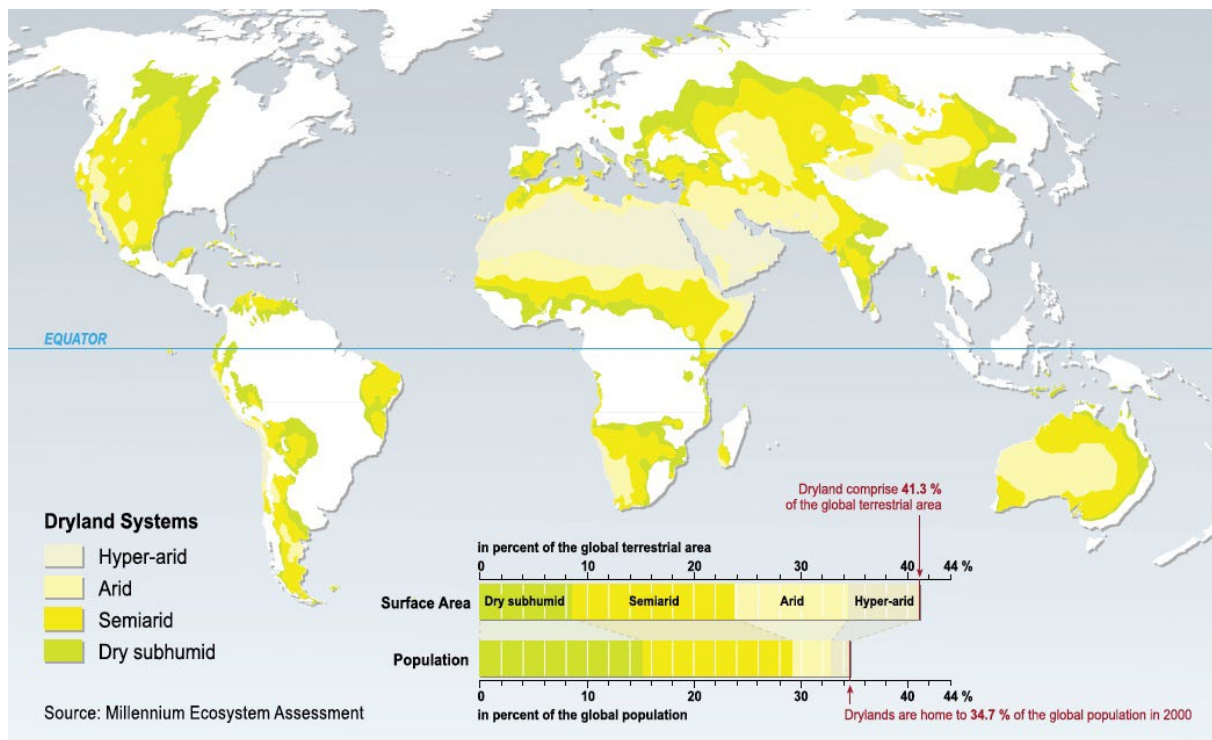 EQUATOR
Dryland Systems
Hyper-arid
Arid
Semiarid
Dry subhumid
Source: Millennium Ecosystem Assessment
Dryland comprise 41.3 %
of the global terrestrial area
in percent of the global terrestrial area
0 10 20 30 40 44 %
Surface Area Dry subhumid Semiarid Arid Hyper-arid
Population
0 10 20 30 40 44 %
in percent of the global population
Drylands are home to 34.7 % of the global population in 2000